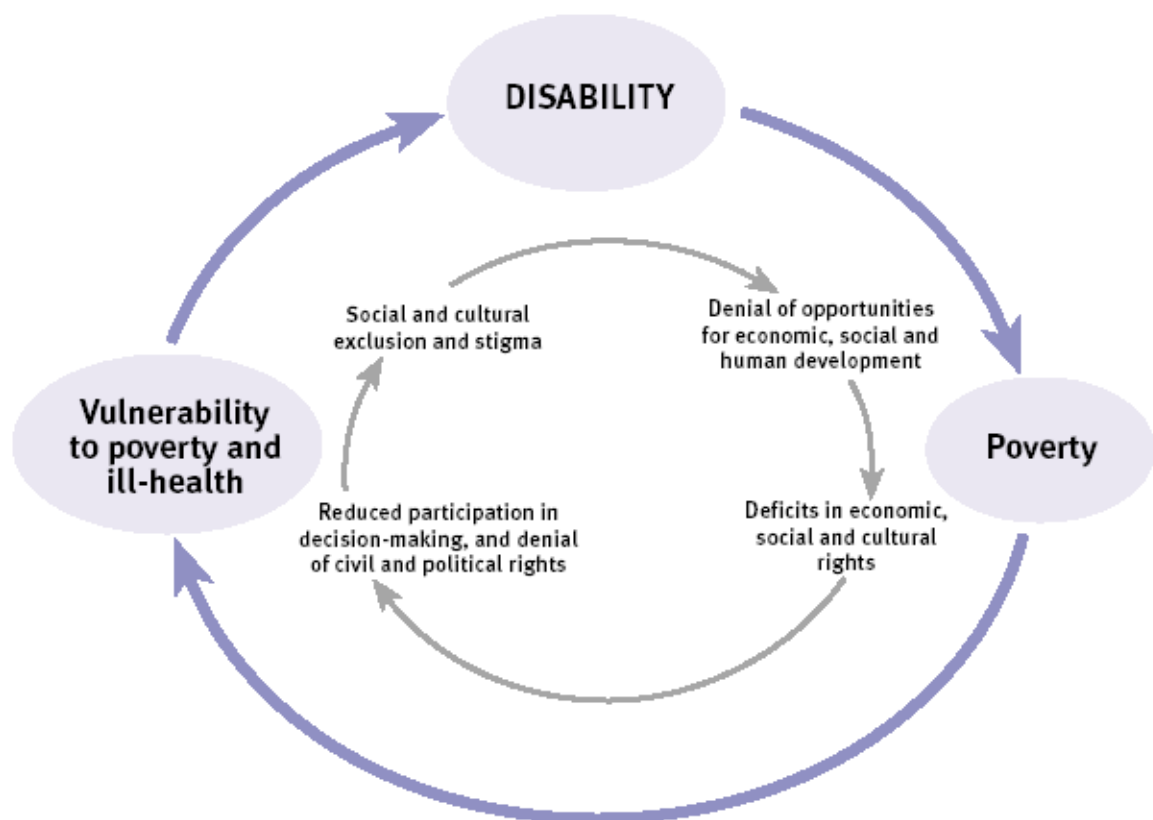 DISABILITY
Social and cultural
exclusion and stigma
Denial of opportunities
for economic, social and
human development
Vulnerability
to poverty and
ill-health
Poverty
Reduced participation in
decision-making, and denial
of civil and political rights
Deficits in economic,
social and cultural
rights